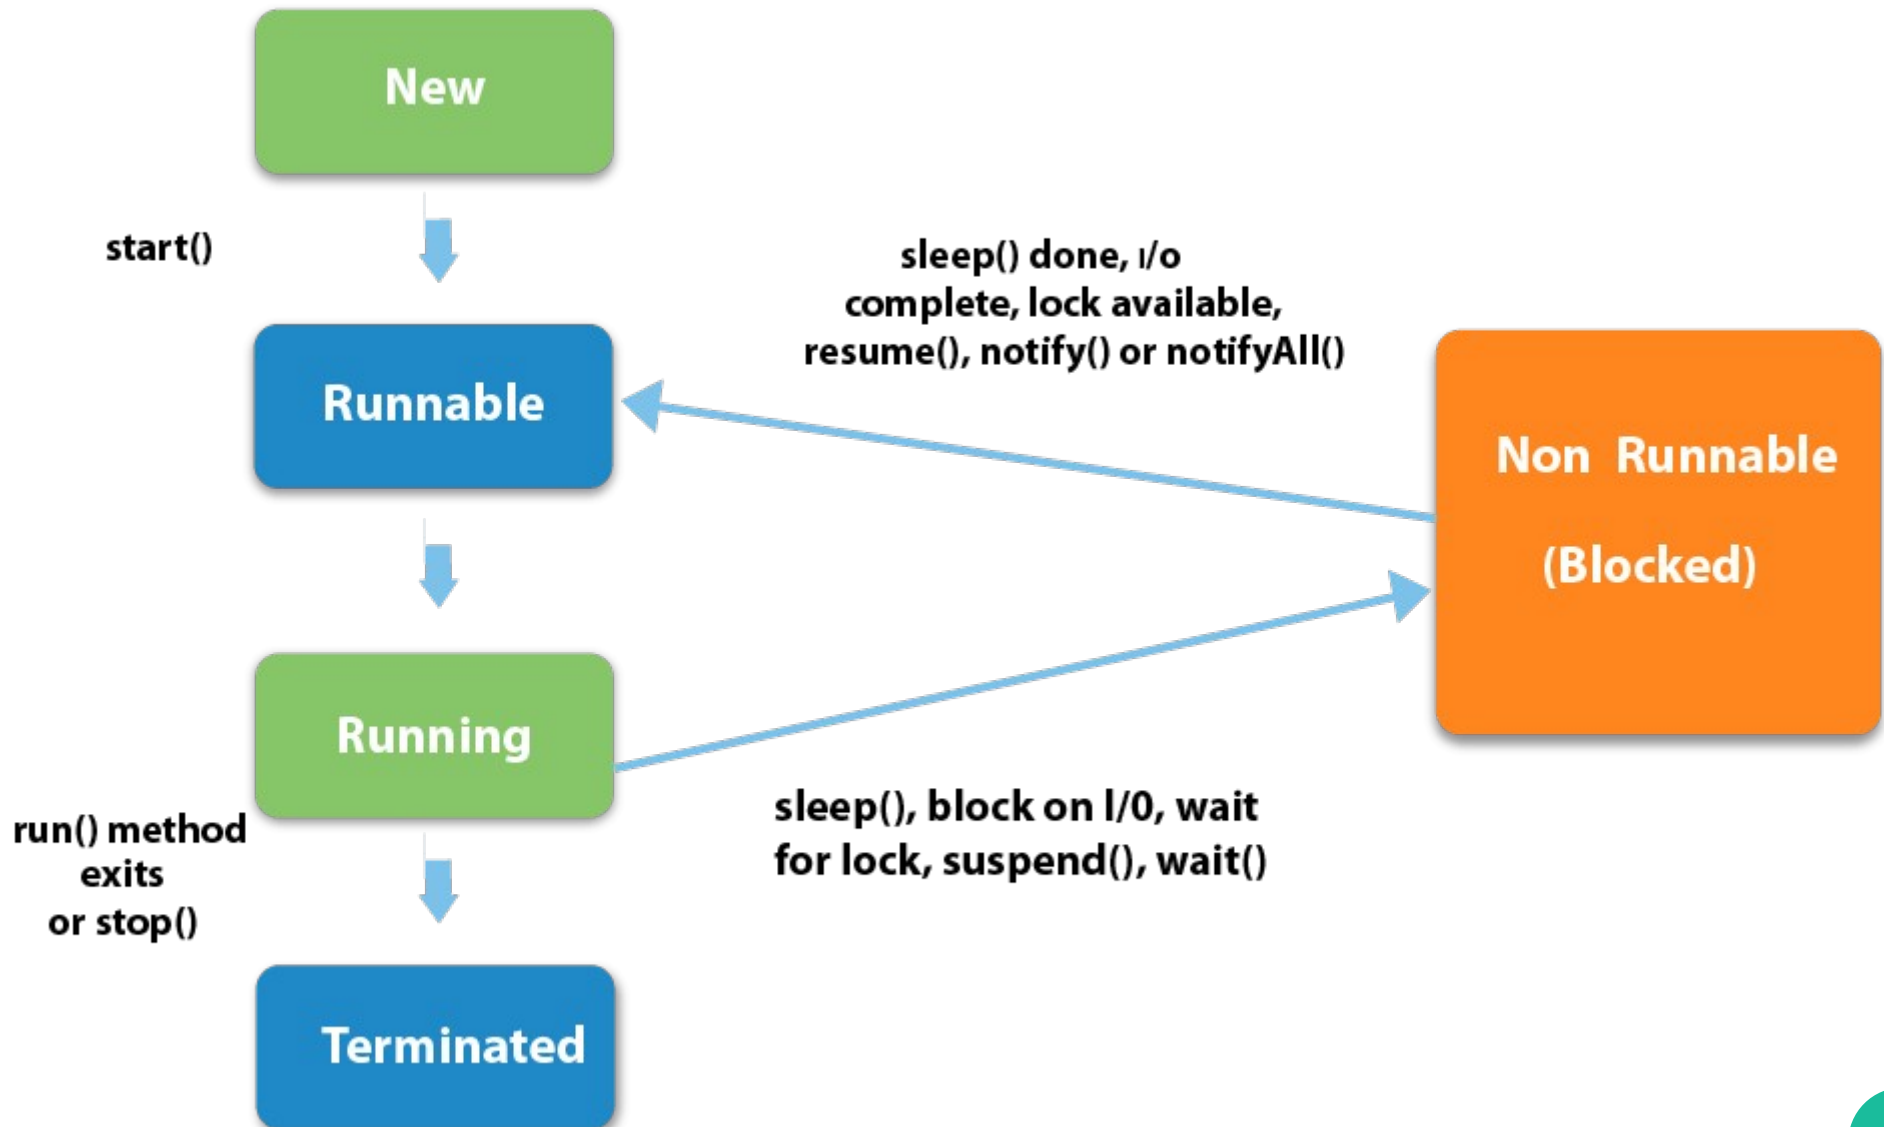 New
start()
sleep() done, I/o
complete, lock available,
resume(), notify() or notifyAll()
Runnable
Non Runnable
(Blocked)
Running
sleep(), block on l/0, wait
for lock, suspend(), wait()
run() method
exits
or stop()
Terminated